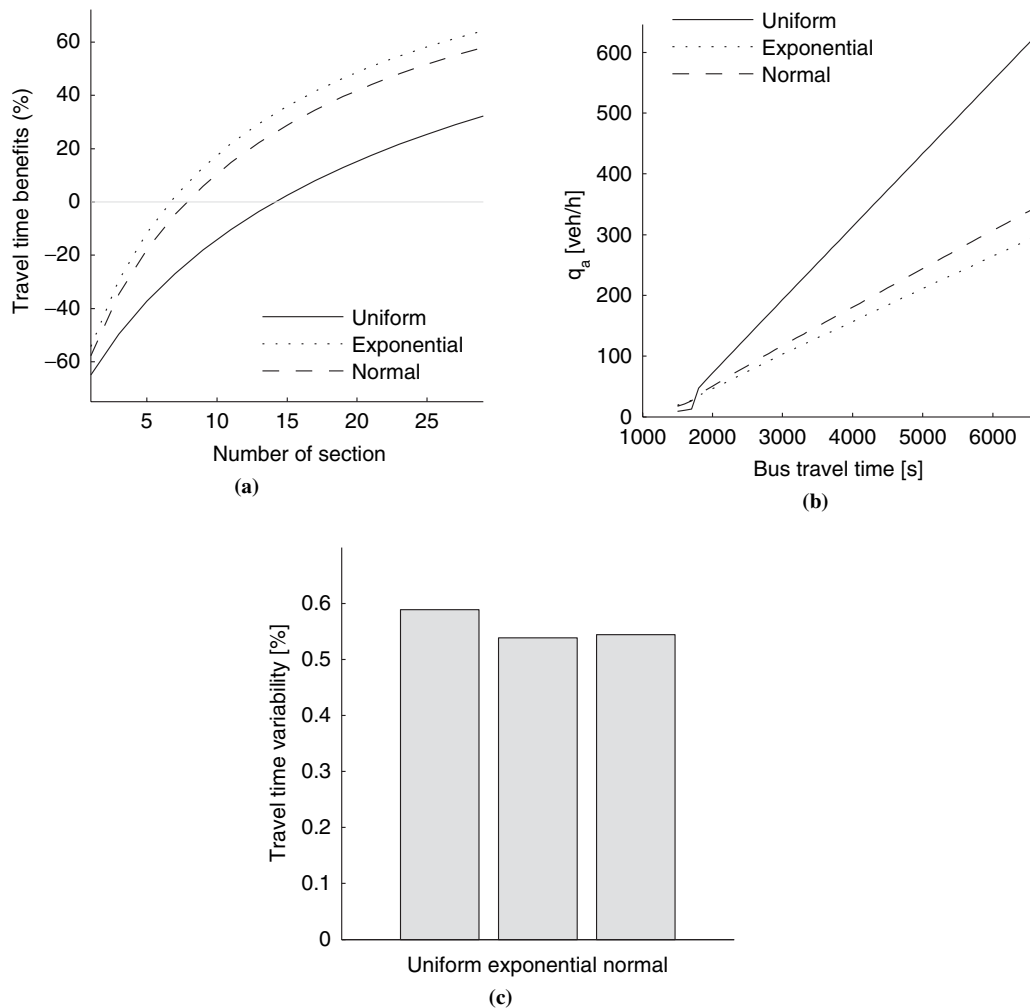 Travel time benefits (%)
60
40
20
0
−20
−40
−60
Uniform
Exponential
Normal
5
10
15
20
25
Number of section
(a)
q_a [veh/h]
600
500
400
300
200
100
0
Uniform
Exponential
Normal
1000
2000
3000
4000
5000
6000
Bus travel time [s]
(b)
Travel time variability [%]
0.6
0.5
0.4
0.3
0.2
0.1
0
Uniform exponential normal
(c)